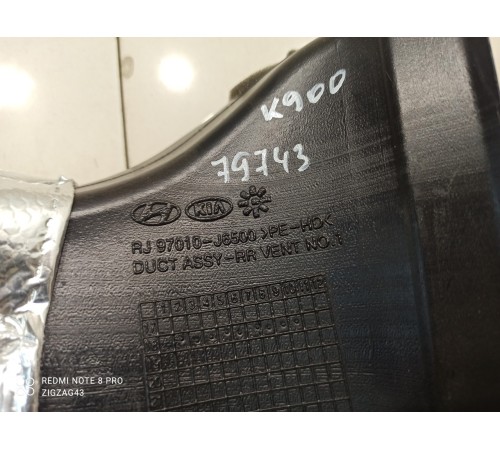 K900
79743
KIA
RJ 97010-J6500 >PE-HD<
DUCT ASSY-RR VENT NO.1
REDMI NOTE 8 PRO
ZIGZAG43